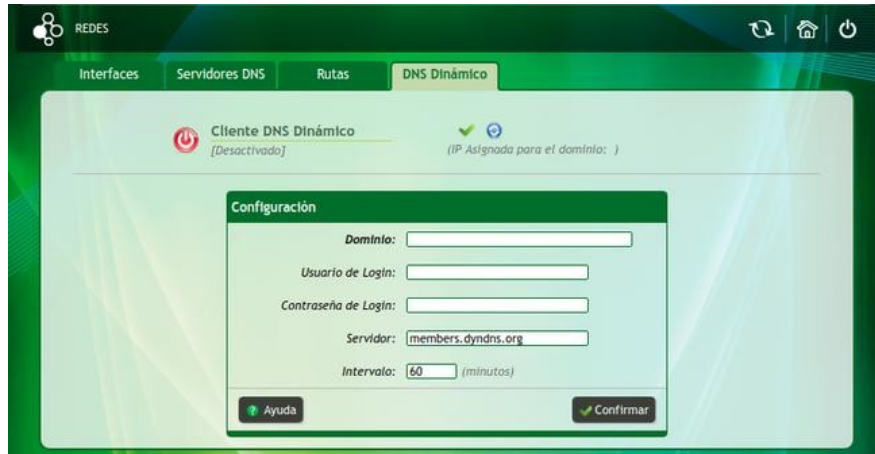 REDES
Interfaces Servidores DNS Rutas DNS Dinámico
Cliente DNS Dinámico
[Desactivado] (IP Asignada para el dominio: )
Configuración
Dominio:
Usuario de Login:
Contraseña de Login:
Servidor: members.dyndns.org
Intervalo: 60 (minutos)
? Ayuda Confirmar